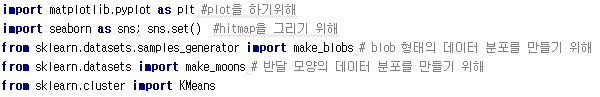 import matplotlib.pyplot as plt #plot을 하기위해
import seaborn as sns; sns.set()  #hitmap을 그리기 위해
from sklearn.datasets.samples_generator import make_blobs # blob 형태의 데이터 분포를 만들기 위해
from sklearn.datasets import make_moons # 반달 모양의 데이터 분포를 만들기 위해
from sklearn.cluster import KMeans